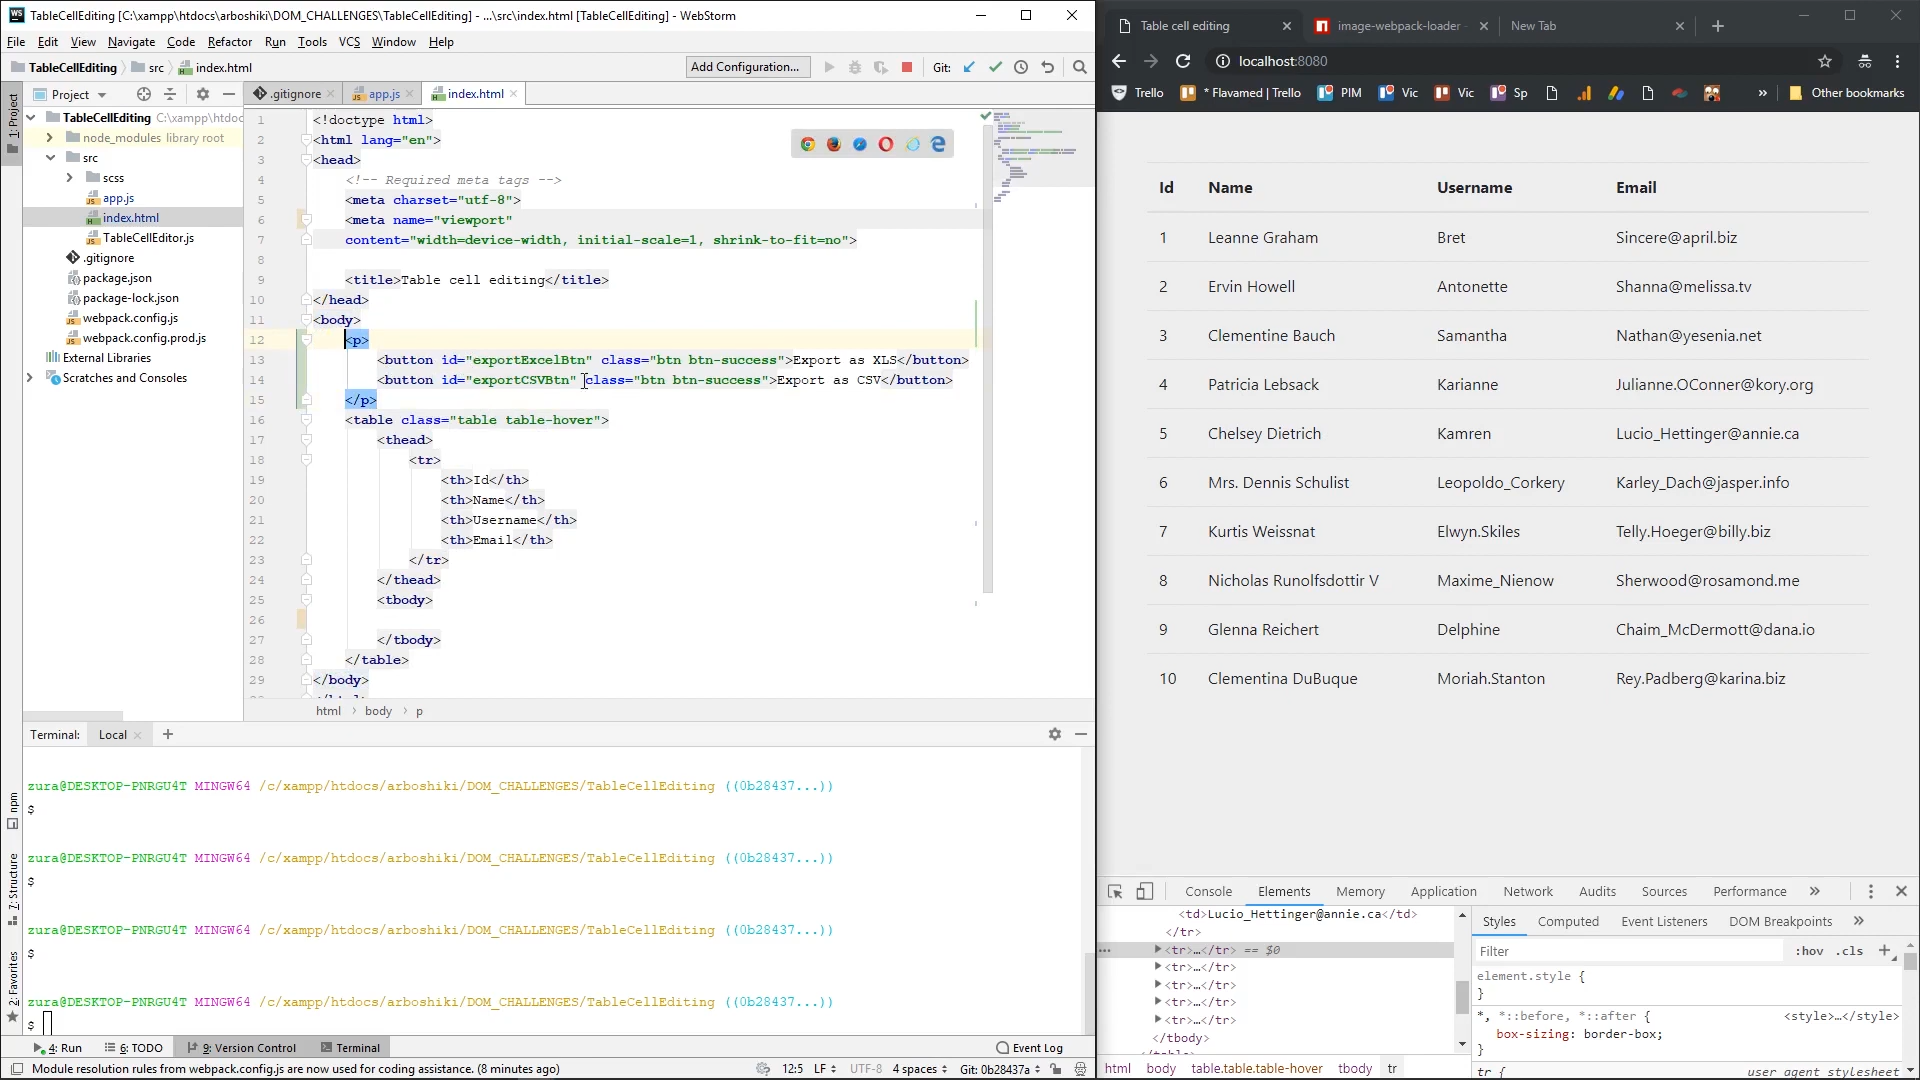 TableCellEditing [C:\xampp\htdocs\arboshiki\DOM_CHALLENGES\TableCellEditing] - ...\src\index.html [TableCellEditing] - WebStorm
File Edit View Navigate Code Refactor Run Tools VCS Window Help
TableCellEditing src index.html Add Configuration... Git:
Project
.gitignore app.js index.html
1: Project
TableCellEditing C:\xampp\htdoc
node_modules library root
src
scss
app.js
index.html
TableCellEditor.js
.gitignore
package.json
package-lock.json
webpack.config.js
webpack.config.prod.js
External Libraries
Scratches and Consoles
1 <!doctype html>
2 <html lang="en">
3 <head>
4 <!-- Required meta tags -->
5 <meta charset="utf-8">
6 <meta name="viewport"
7 content="width=device-width, initial-scale=1, shrink-to-fit=no">
8
9 <title>Table cell editing</title>
10 </head>
11 <body>
12 <p>
13 <button id="exportExcelBtn" class="btn btn-success">Export as XLS</button>
14 <button id="exportCSVBtn" class="btn btn-success">Export as CSV</button>
15 </p>
16 <table class="table table-hover">
17 <thead>
18 <tr>
19 <th>Id</th>
20 <th>Name</th>
21 <th>Username</th>
22 <th>Email</th>
23 </tr>
24 </thead>
25 <tbody>
26
27 </tbody>
28 </table>
29 </body>
html body p
Terminal: Local
zura@DESKTOP-PNRGU4T MINGW64 /c/xampp/htdocs/arboshiki/DOM_CHALLENGES/TableCellEditing ((0b28437...))
$
zura@DESKTOP-PNRGU4T MINGW64 /c/xampp/htdocs/arboshiki/DOM_CHALLENGES/TableCellEditing ((0b28437...))
$
zura@DESKTOP-PNRGU4T MINGW64 /c/xampp/htdocs/arboshiki/DOM_CHALLENGES/TableCellEditing ((0b28437...))
$
zura@DESKTOP-PNRGU4T MINGW64 /c/xampp/htdocs/arboshiki/DOM_CHALLENGES/TableCellEditing ((0b28437...))
$
npm
7: Structure
2: Favorites
4: Run 6: TODO 9: Version Control Terminal Event Log
Module resolution rules from webpack.config.js are now used for coding assistance. (8 minutes ago) 12:5 LF UTF-8 4 spaces Git: 0b28437a
Table cell editing image-webpack-loader New Tab
localhost:8080
Trello * Flavamed | Trello PIM Vic Vic Sp » Other bookmarks
Id Name Username Email
1 Leanne Graham Bret Sincere@april.biz
2 Ervin Howell Antonette Shanna@melissa.tv
3 Clementine Bauch Samantha Nathan@yesenia.net
4 Patricia Lebsack Karianne Julianne.OConner@kory.org
5 Chelsey Dietrich Kamren Lucio_Hettinger@annie.ca
6 Mrs. Dennis Schulist Leopoldo_Corkery Karley_Dach@jasper.info
7 Kurtis Weissnat Elwyn.Skiles Telly.Hoeger@billy.biz
8 Nicholas Runolfsdottir V Maxime_Nienow Sherwood@rosamond.me
9 Glenna Reichert Delphine Chaim_McDermott@dana.io
10 Clementina DuBuque Moriah.Stanton Rey.Padberg@karina.biz
Console Elements Memory Application Network Audits Sources Performance »
<td>Lucio_Hettinger@annie.ca</td>
</tr>
<tr>…</tr> == $0
<tr>…</tr>
<tr>…</tr>
<tr>…</tr>
<tr>…</tr>
</tbody>
html body table.table.table-hover tbody tr
Styles Computed Event Listeners DOM Breakpoints »
Filter :hov .cls +
element.style {
}
*, *::before, *::after { <style>…</style>
box-sizing: border-box;
}
tr { user agent stylesheet